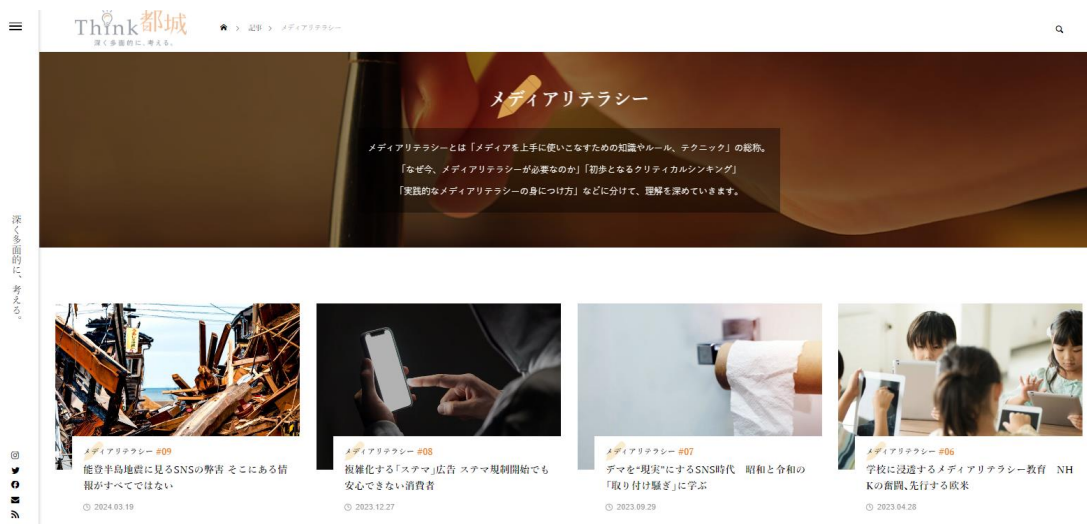 Think都城
深く多面的に、考える。
記事
メディアリテラシー
メディアリテラシー
メディアリテラシーとは「メディアを上手に使いこなすための知識やルール、テクニック」の総称。
「なぜ今、メディアリテラシーが必要なのか」「初歩となるクリティカルシンキング」
「実践的なメディアリテラシーの身につけ方」などに分けて、理解を深めていきます。
深く多面的に、考える。
メディアリテラシー #09
能登半島地震に見るSNSの弊害 そこにある情
報がすべてではない
2024.03.19
メディアリテラシー #08
複雑化する「ステマ」広告 ステマ規制開始でも
安心できない消費者
2023.12.27
メディアリテラシー #07
デマを“現実”にするSNS時代　昭和と令和の
「取り付け騒ぎ」に学ぶ
2023.09.29
メディアリテラシー #06
学校に浸透するメディアリテラシー教育　NH
Kの奮闘、先行する欧米
2023.04.28